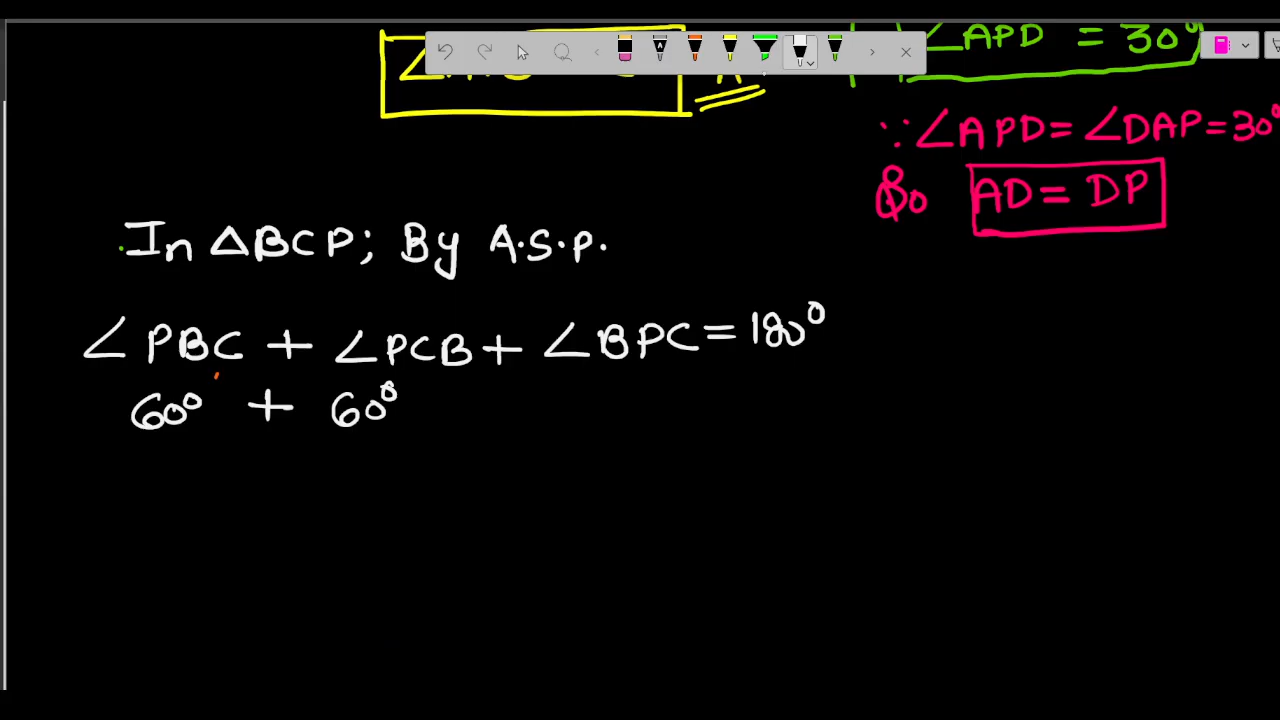 ∠APD = 30°
∵ ∠APD = ∠DAP = 30°
So AD = DP
In △BCP; By A.S.P.
∠PBC + ∠PCB + ∠BPC = 180°
60° + 60°